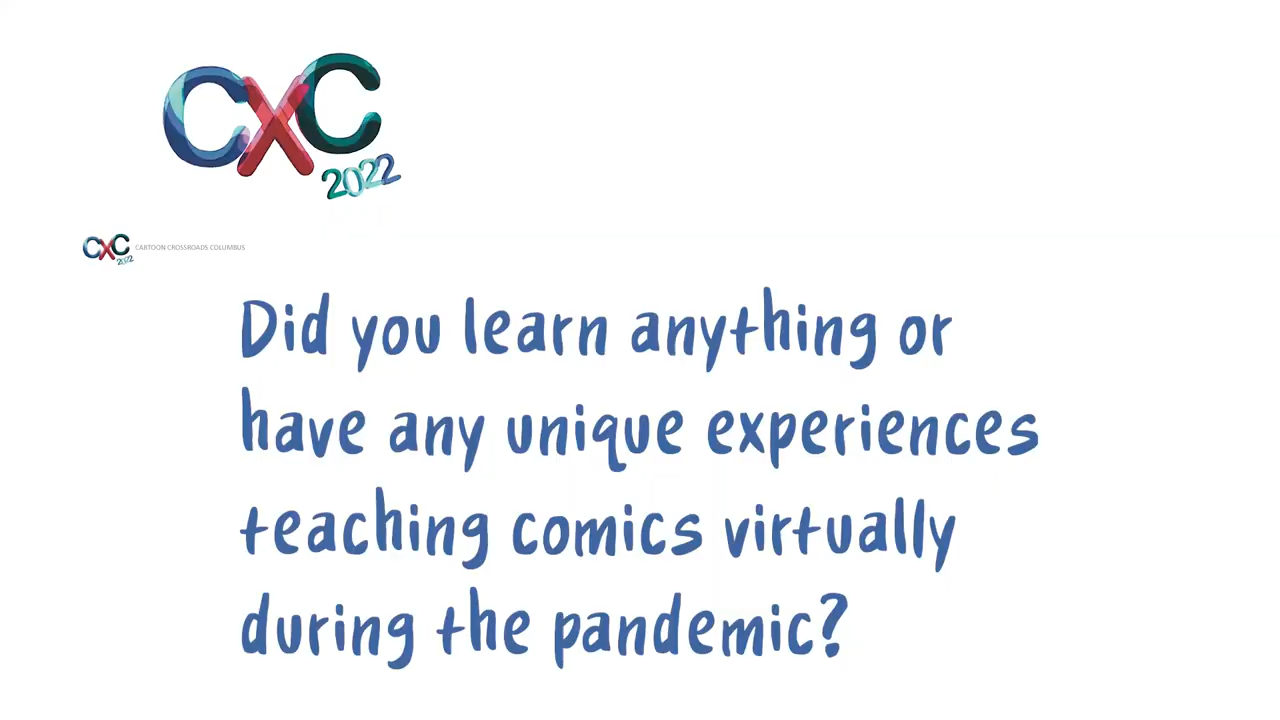 CXC
2022
CXC 2022 CARTOON CROSSROADS COLUMBUS
Did you learn anything or
have any unique experiences
teaching comics virtually
during the pandemic?